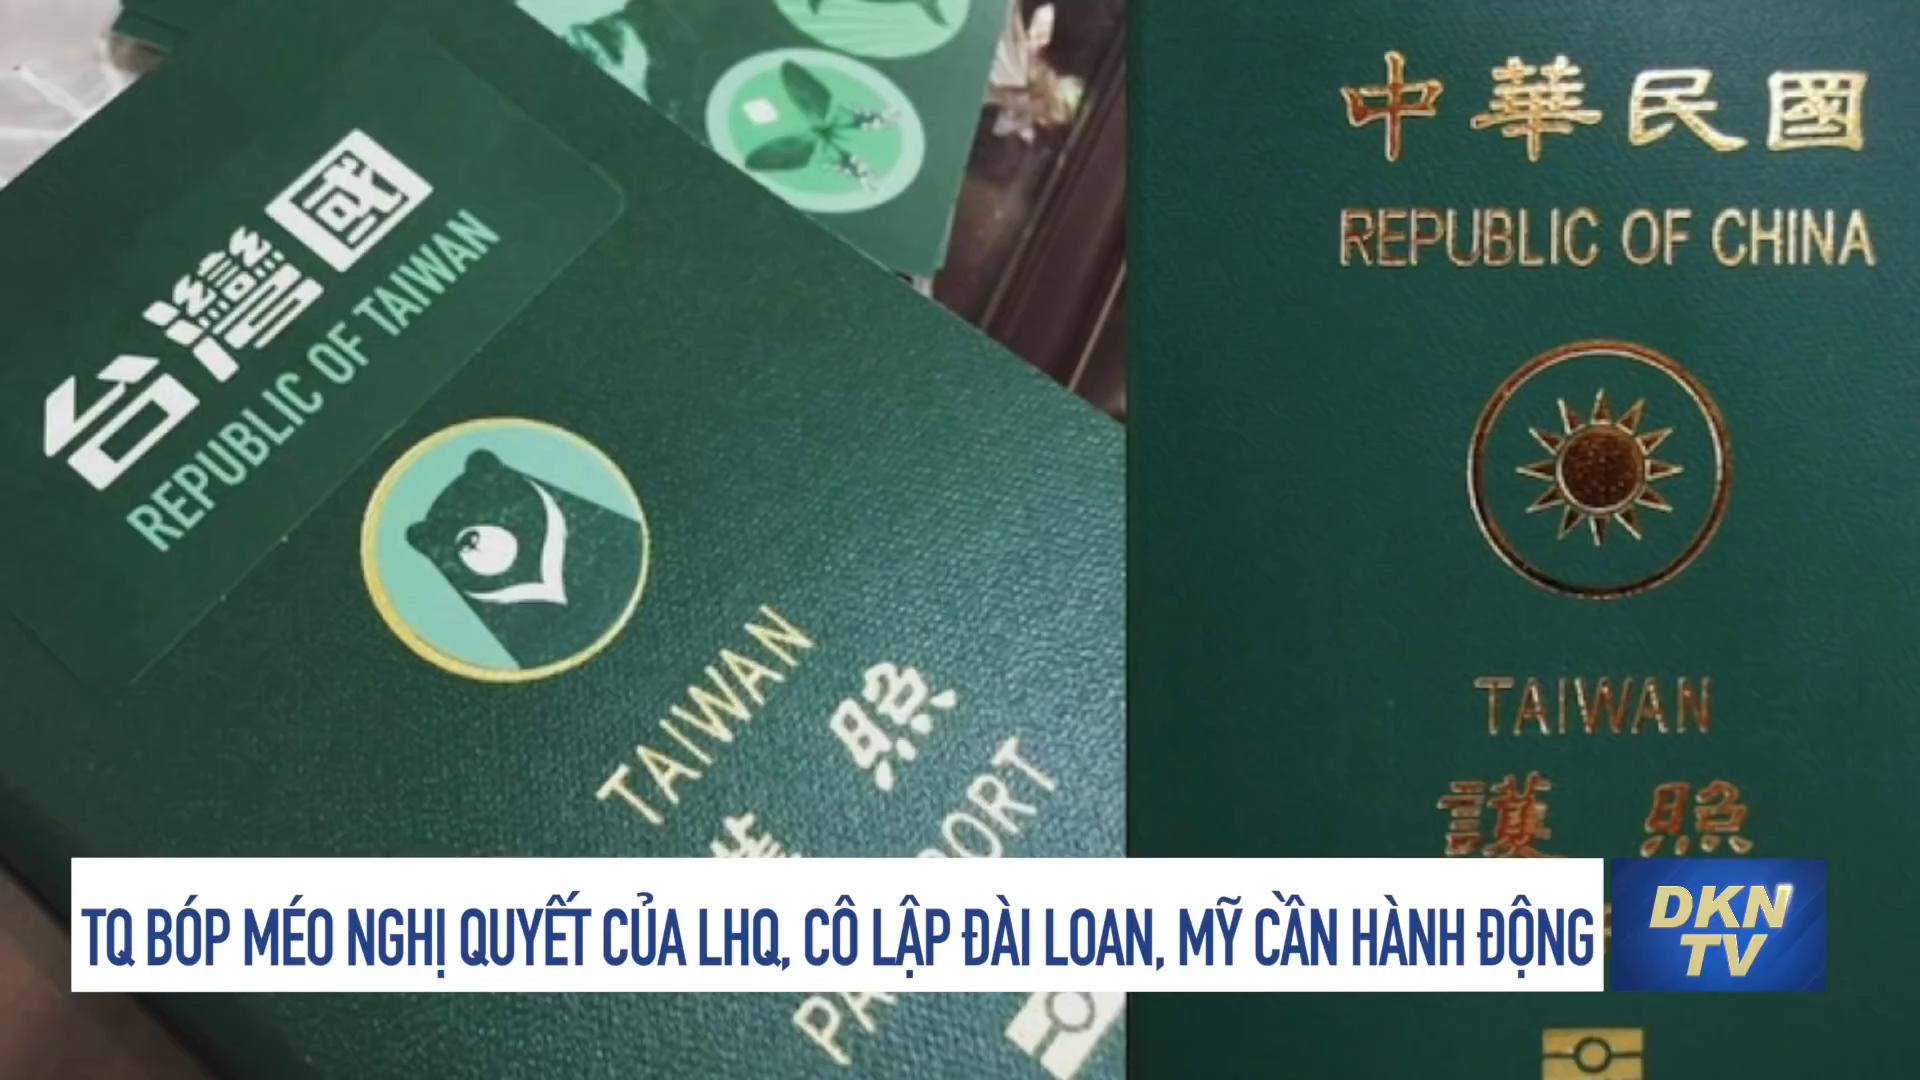 台灣國
REPUBLIC OF TAIWAN
TAIWAN
照
中華民國
REPUBLIC OF CHINA
TAIWAN
護照
TQ BÓP MÉO NGHỊ QUYẾT CỦA LHQ, CÔ LẬP ĐÀI LOAN, MỸ CẦN HÀNH ĐỘNG
DKN
TV